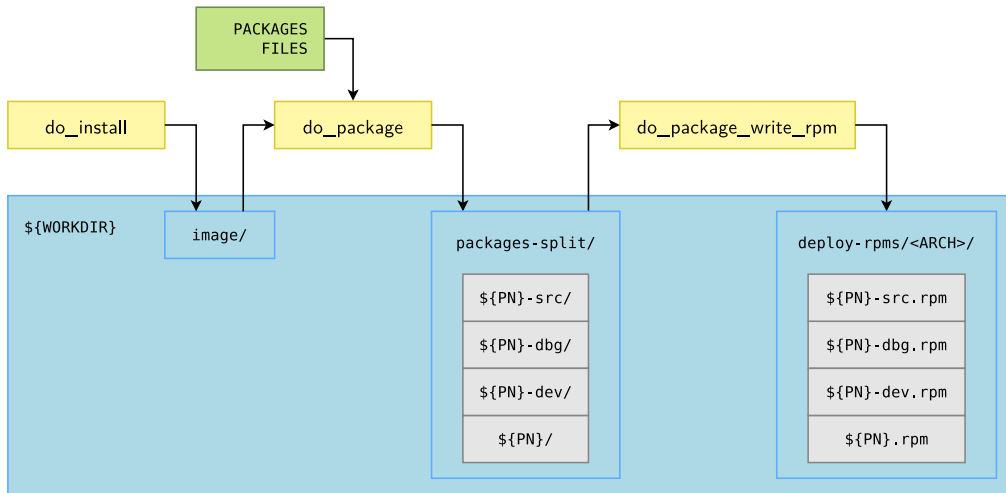 PACKAGES
FILES
do_install
do_package
do_package_write_rpm
${WORKDIR}
image/
packages-split/
deploy-rpms/<ARCH>/
${PN}-src/
${PN}-src.rpm
${PN}-dbg/
${PN}-dbg.rpm
${PN}-dev/
${PN}-dev.rpm
${PN}/
${PN}.rpm